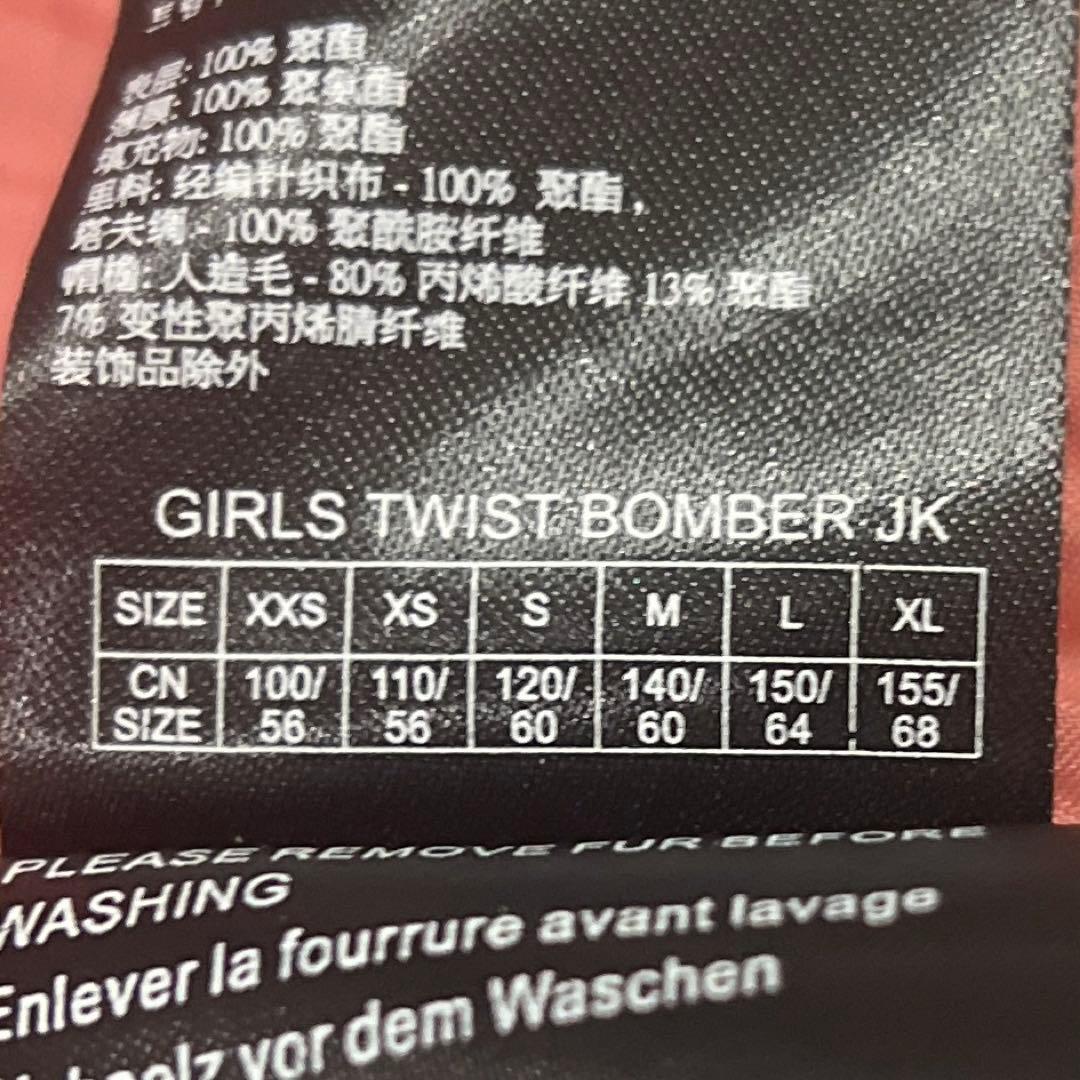 表层: 100% 聚酯
薄膜: 100% 聚氨酯
填充物: 100% 聚酯
里料: 经编针织布 - 100% 聚酯,
塔夫绸 - 100% 聚酰胺纤维
帽檐: 人造毛 - 80% 丙烯酸纤维 13% 聚酯
7% 变性聚丙烯腈纤维
装饰品除外
GIRLS TWIST BOMBER JK
SIZE XXS XS S M L XL
CN SIZE 100/56 110/56 120/60 140/60 150/64 155/68
PLEASE REMOVE FUR BEFORE
WASHING
Enlever la fourrure avant lavage
vor dem Waschen